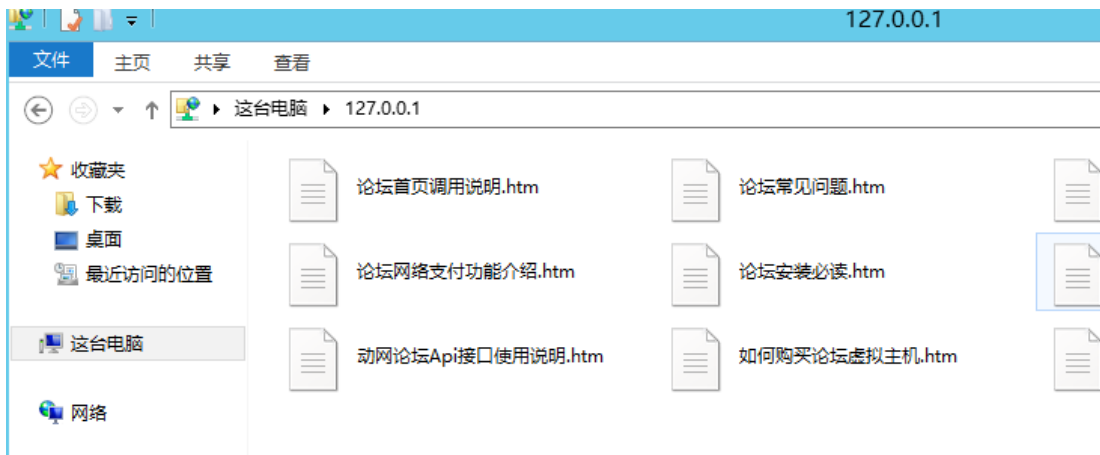 127.0.0.1
文件 主页 共享 查看
这台电脑 127.0.0.1
收藏夹
下载
桌面
最近访问的位置
这台电脑
网络
论坛首页调用说明.htm 论坛常见问题.htm
论坛网络支付功能介绍.htm 论坛安装必读.htm
动网论坛Api接口使用说明.htm 如何购买论坛虚拟主机.htm